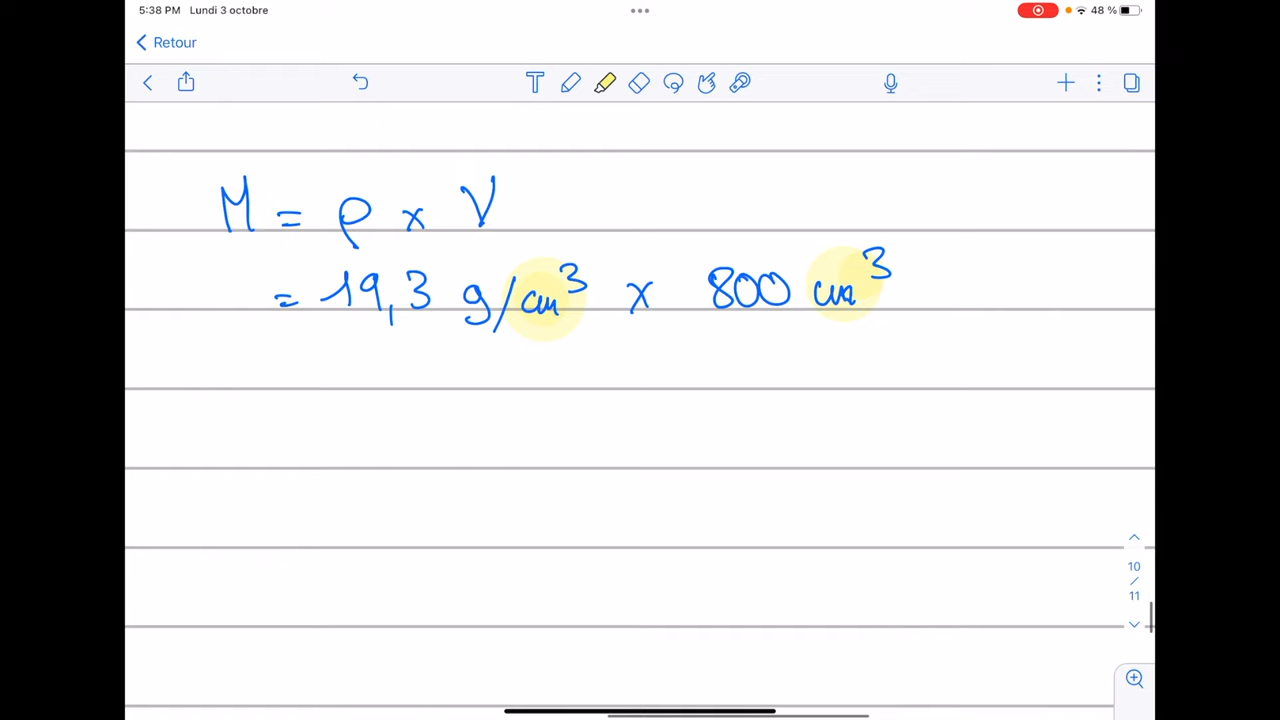 5:38 PM Lundi 3 octobre 48 %
Retour
M = ρ x V
= 19,3 g/cm³ x 800 cm³
10
/
11